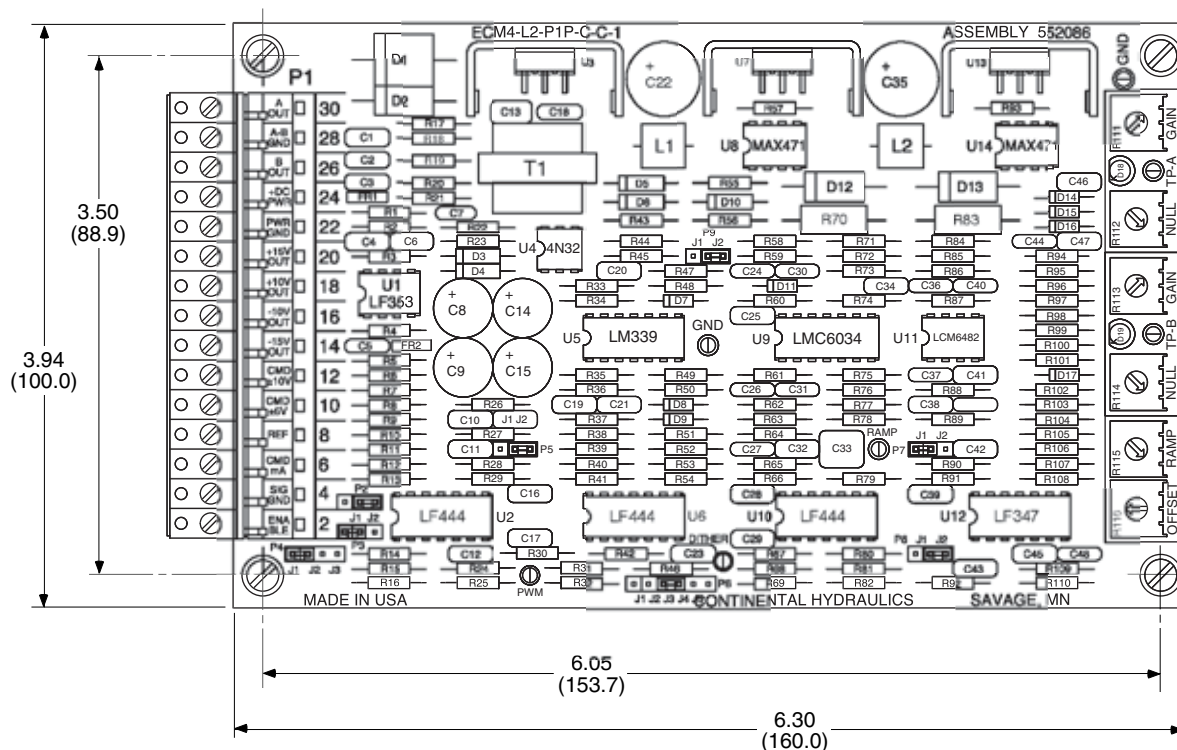 ECM4-L2-P1P-C-C-1
ASSEMBLY 552086
GND
P1
D1
D2
U3
C22
U7
C35
U13
A OUT 30
A-B GND 28
B OUT 26
+DC PWR 24
PWR GND 22
+15V OUT 20
+10V OUT 18
-10V OUT 16
-15V OUT 14
CMD ±10V 12
CMD ±5V 10
REF 8
CMD mA 6
SIG GND 4
ENA BLE 2
C13 C18 R57 R93
R17 R18 R19 R20 R21
C1 C2 C3 FR1
R1 R2 C7 R22
C4 C6 R23 R3 D3 D4
T1
L1
U8 MAX471
L2
U14 MAX471
D5 R55 D12 D13
D6 D10 R43 R56 R70 R83
C46 D14 D15 D16
R111 GAIN
D18 TP-A
R112 NULL
R113 GAIN
D19 TP-B
R114 NULL
R115 RAMP
R116 OFFSET
U4 4N32
P9 J1 J2
R44 R58 R71 R84 C44 C47
R45 R59 R72 R85 R94
C20 R47 C24 C30 R73 R86 R95
R33 R48 D11 C34 C36 C40 R96
R34 D7 R60 R74 R87 R97
U1 LF353
C8 C14 C9 C15
C25 R98
R4 R99
C5 FR2 R100
R5 R101
U5 LM339
GND
U9 LMC6034
U11 LCM6482
R6 R35 R49 R61 R75 C37 C41 D17
R7 R36 R50 C26 C31 R76 R88 R102
R8 R26 C19 C21 D8 R62 R77 C38 R103
R9 C10 J1 J2 R37 D9 R63 R78 R89 R104
R10 R27 R38 R51 R64 RAMP J1 J2 R105
R11 C11 P5 R39 R52 C27 C32 C33 P7 C42 R106
R12 R28 R40 R53 R65 R90 R107
R13 R29 R41 R54 R66 R79 R91 R108
P2 C16 C28 C39
J1 J2
LF444 U2
LF444 U6
U10 LF444
U12 LF347
C17 DITHER C29
P4 P3 R14 C12 R30 R42 C23 R67 R80 P8 J1 J2 C45 C48
J1 J2 J3 R15 R24 R31 R46 R68 R81 C43 R109
R16 R25 PWM R32 P6 R69 R82 R92 R110
J1 J2 J3 J4 J5
MADE IN USA
CONTINENTAL HYDRAULICS
SAVAGE, MN
3.50
(88.9)
3.94
(100.0)
6.05
(153.7)
6.30
(160.0)